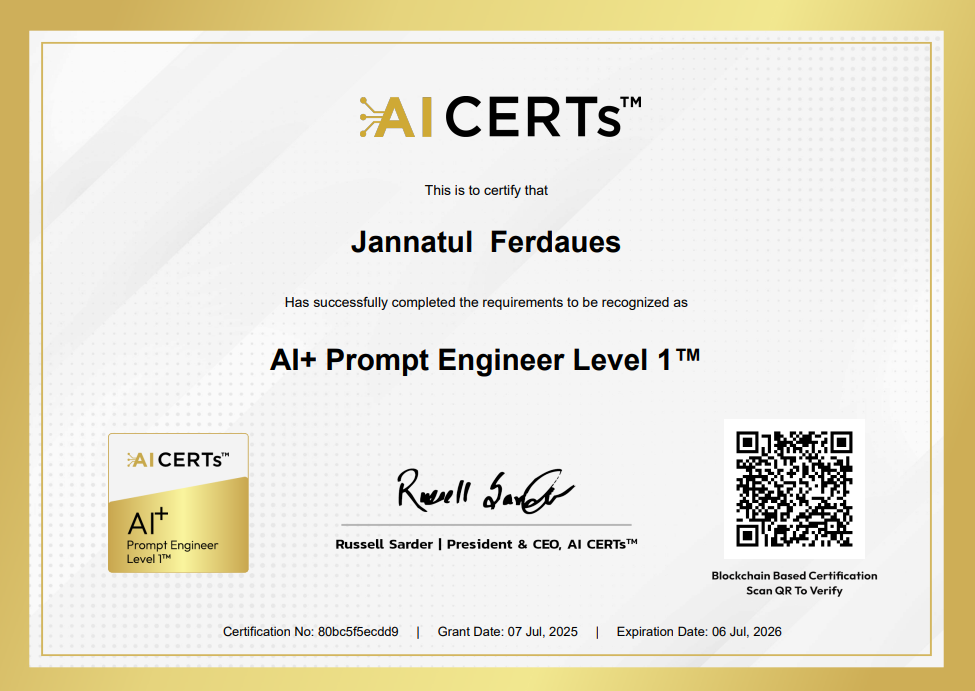 AI CERTs™
This is to certify that
Jannatul Ferdaues
Has successfully completed the requirements to be recognized as
AI+ Prompt Engineer Level 1™
AI CERTs™
AI+
Prompt Engineer
Level 1™
Russell Sarder
Russell Sarder | President & CEO, AI CERTs™
Blockchain Based Certification
Scan QR To Verify
Certification No: 80bc5f5ecdd9 | Grant Date: 07 Jul, 2025 | Expiration Date: 06 Jul, 2026